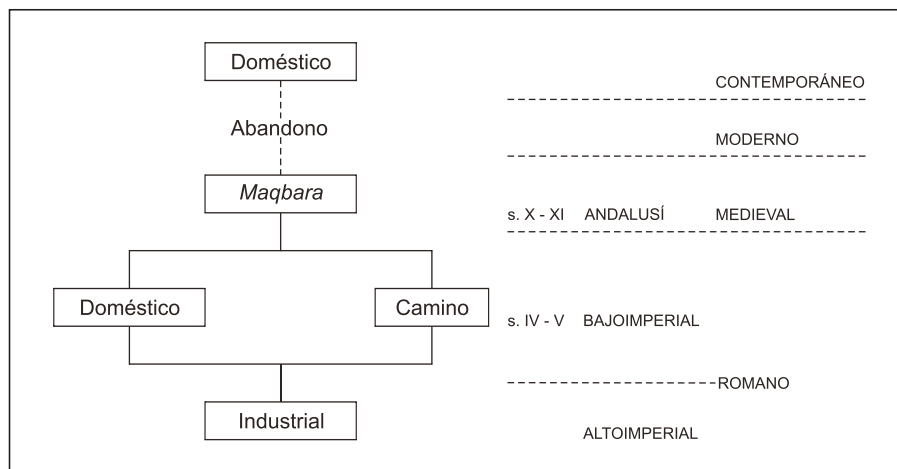 Doméstico
CONTEMPORÁNEO
Abandono
MODERNO
Maqbara
s. X - XI ANDALUSÍ MEDIEVAL
Doméstico Camino s. IV - V BAJOIMPERIAL
ROMANO
Industrial
ALTOIMPERIAL